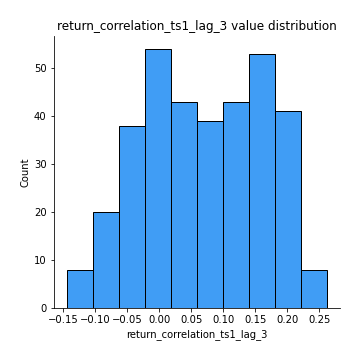 return_correlation_ts1_lag_3 value distribution
50
40
30
20
10
0
Count
−0.15 −0.10 −0.05 0.00 0.05 0.10 0.15 0.20 0.25
return_correlation_ts1_lag_3